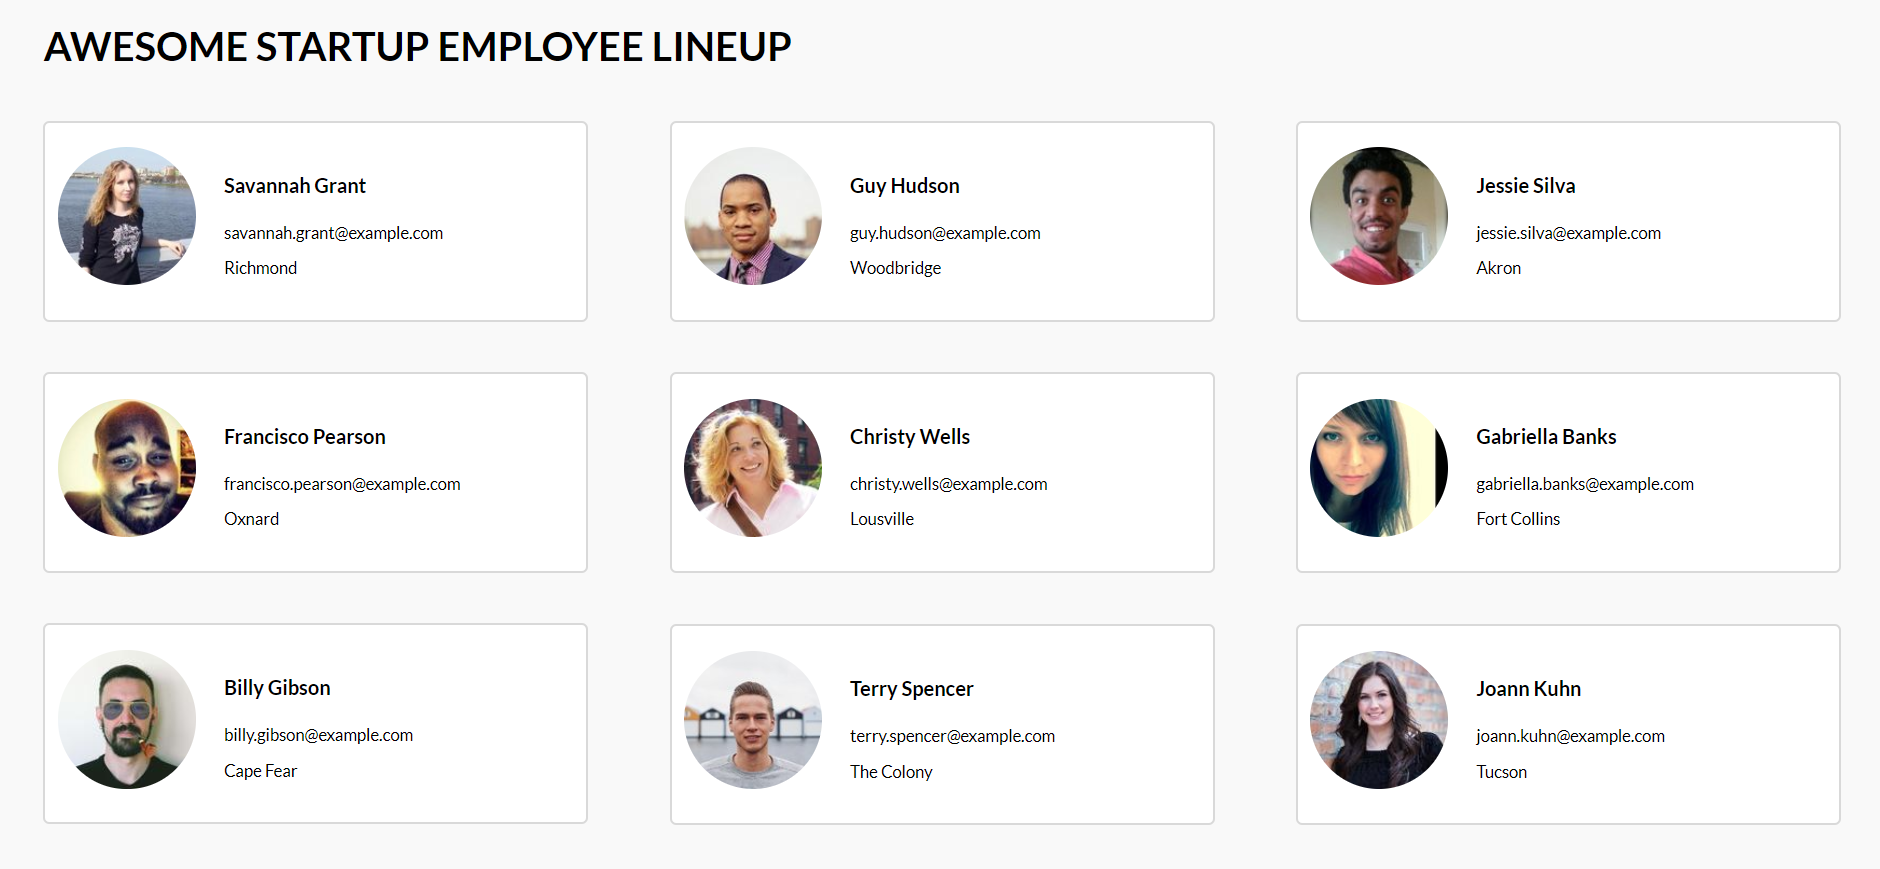 AWESOME STARTUP EMPLOYEE LINEUP
Savannah Grant
savannah.grant@example.com
Richmond
Guy Hudson
guy.hudson@example.com
Woodbridge
Jessie Silva
jessie.silva@example.com
Akron
Francisco Pearson
francisco.pearson@example.com
Oxnard
Christy Wells
christy.wells@example.com
Lousville
Gabriella Banks
gabriella.banks@example.com
Fort Collins
Billy Gibson
billy.gibson@example.com
Cape Fear
Terry Spencer
terry.spencer@example.com
The Colony
Joann Kuhn
joann.kuhn@example.com
Tucson